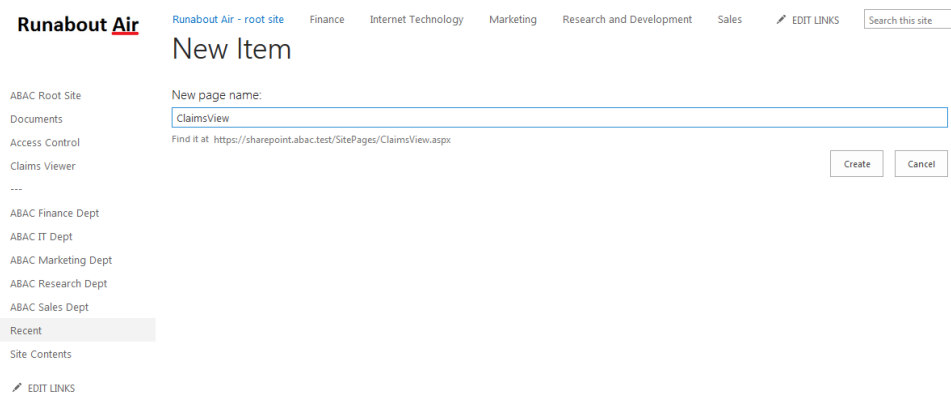 Runabout Air
Runabout Air - root site Finance Internet Technology Marketing Research and Development Sales EDIT LINKS Search this site
New Item
ABAC Root Site
Documents
Access Control
Claims Viewer
---
ABAC Finance Dept
ABAC IT Dept
ABAC Marketing Dept
ABAC Research Dept
ABAC Sales Dept
Recent
Site Contents
EDIT LINKS
New page name:
ClaimsView
Find it at https://sharepoint.abac.test/SitePages/ClaimsView.aspx
Create Cancel